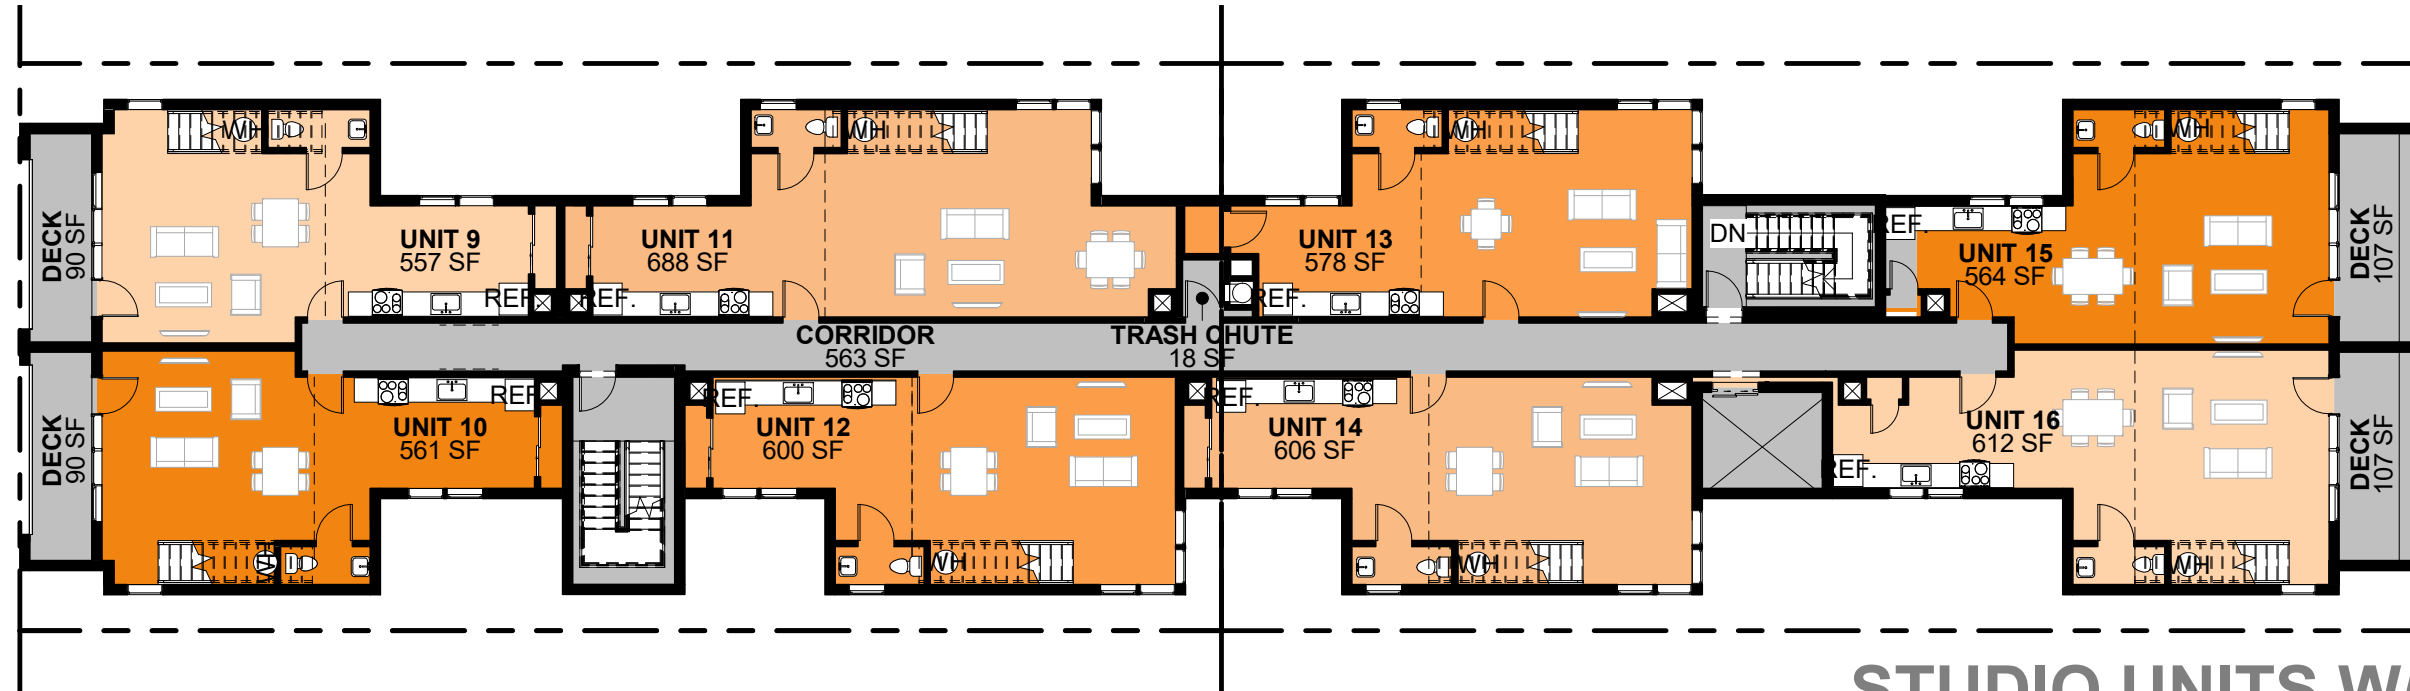 WH
WH
WH
WH
DECK
90 SF
UNIT 9
557 SF
REF.
UNIT 11
688 SF
REF.
UNIT 13
578 SF
REF.
DN
REF.
UNIT 15
564 SF
DECK
107 SF
CORRIDOR
563 SF
TRASH CHUTE
18 SF
DECK
90 SF
UNIT 10
561 SF
REF.
REF.
UNIT 12
600 SF
REF.
UNIT 14
606 SF
UNIT 16
612 SF
REF.
DECK
107 SF
WH
WH
WH
WH
STUDIO UNITS